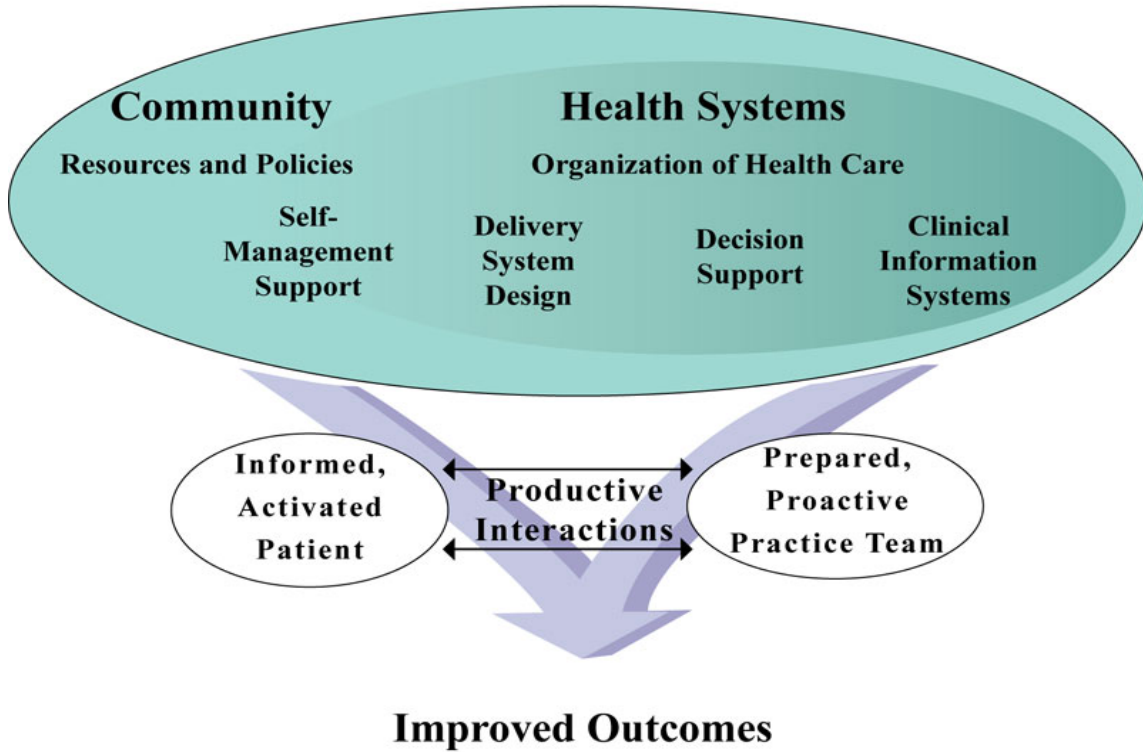 Community
Resources and Policies
Health Systems
Organization of Health Care
Self-
Management
Support
Delivery
System
Design
Decision
Support
Clinical
Information
Systems
Informed,
Activated
Patient
Productive
Interactions
Prepared,
Proactive
Practice Team
Improved Outcomes